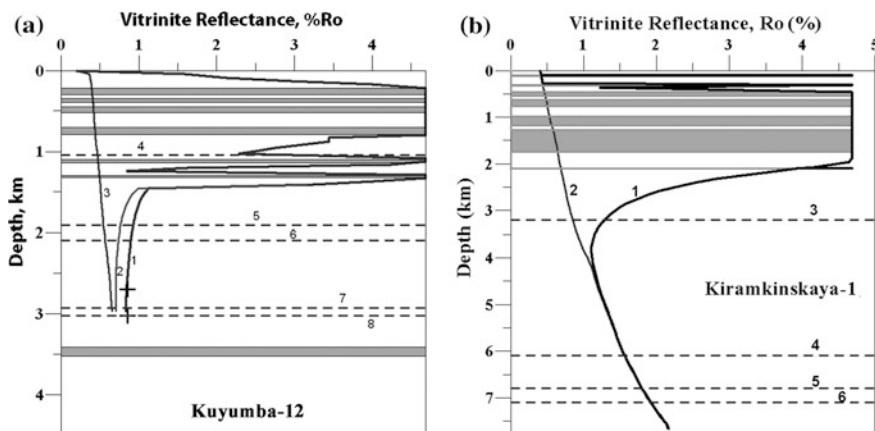 (a)
Vitrinite Reflectance, %Ro
0 1 2 3 4
Depth, km
0
1
2
3
4
4
3
5
6
2
1
7
8
Kuyumba-12
(b)
Vitrinite Reflectance, Ro (%)
0 1 2 3 4 5
Depth (km)
0
1
2
3
4
5
6
7
2
1
3
Kiramkinskaya-1
4
5
6